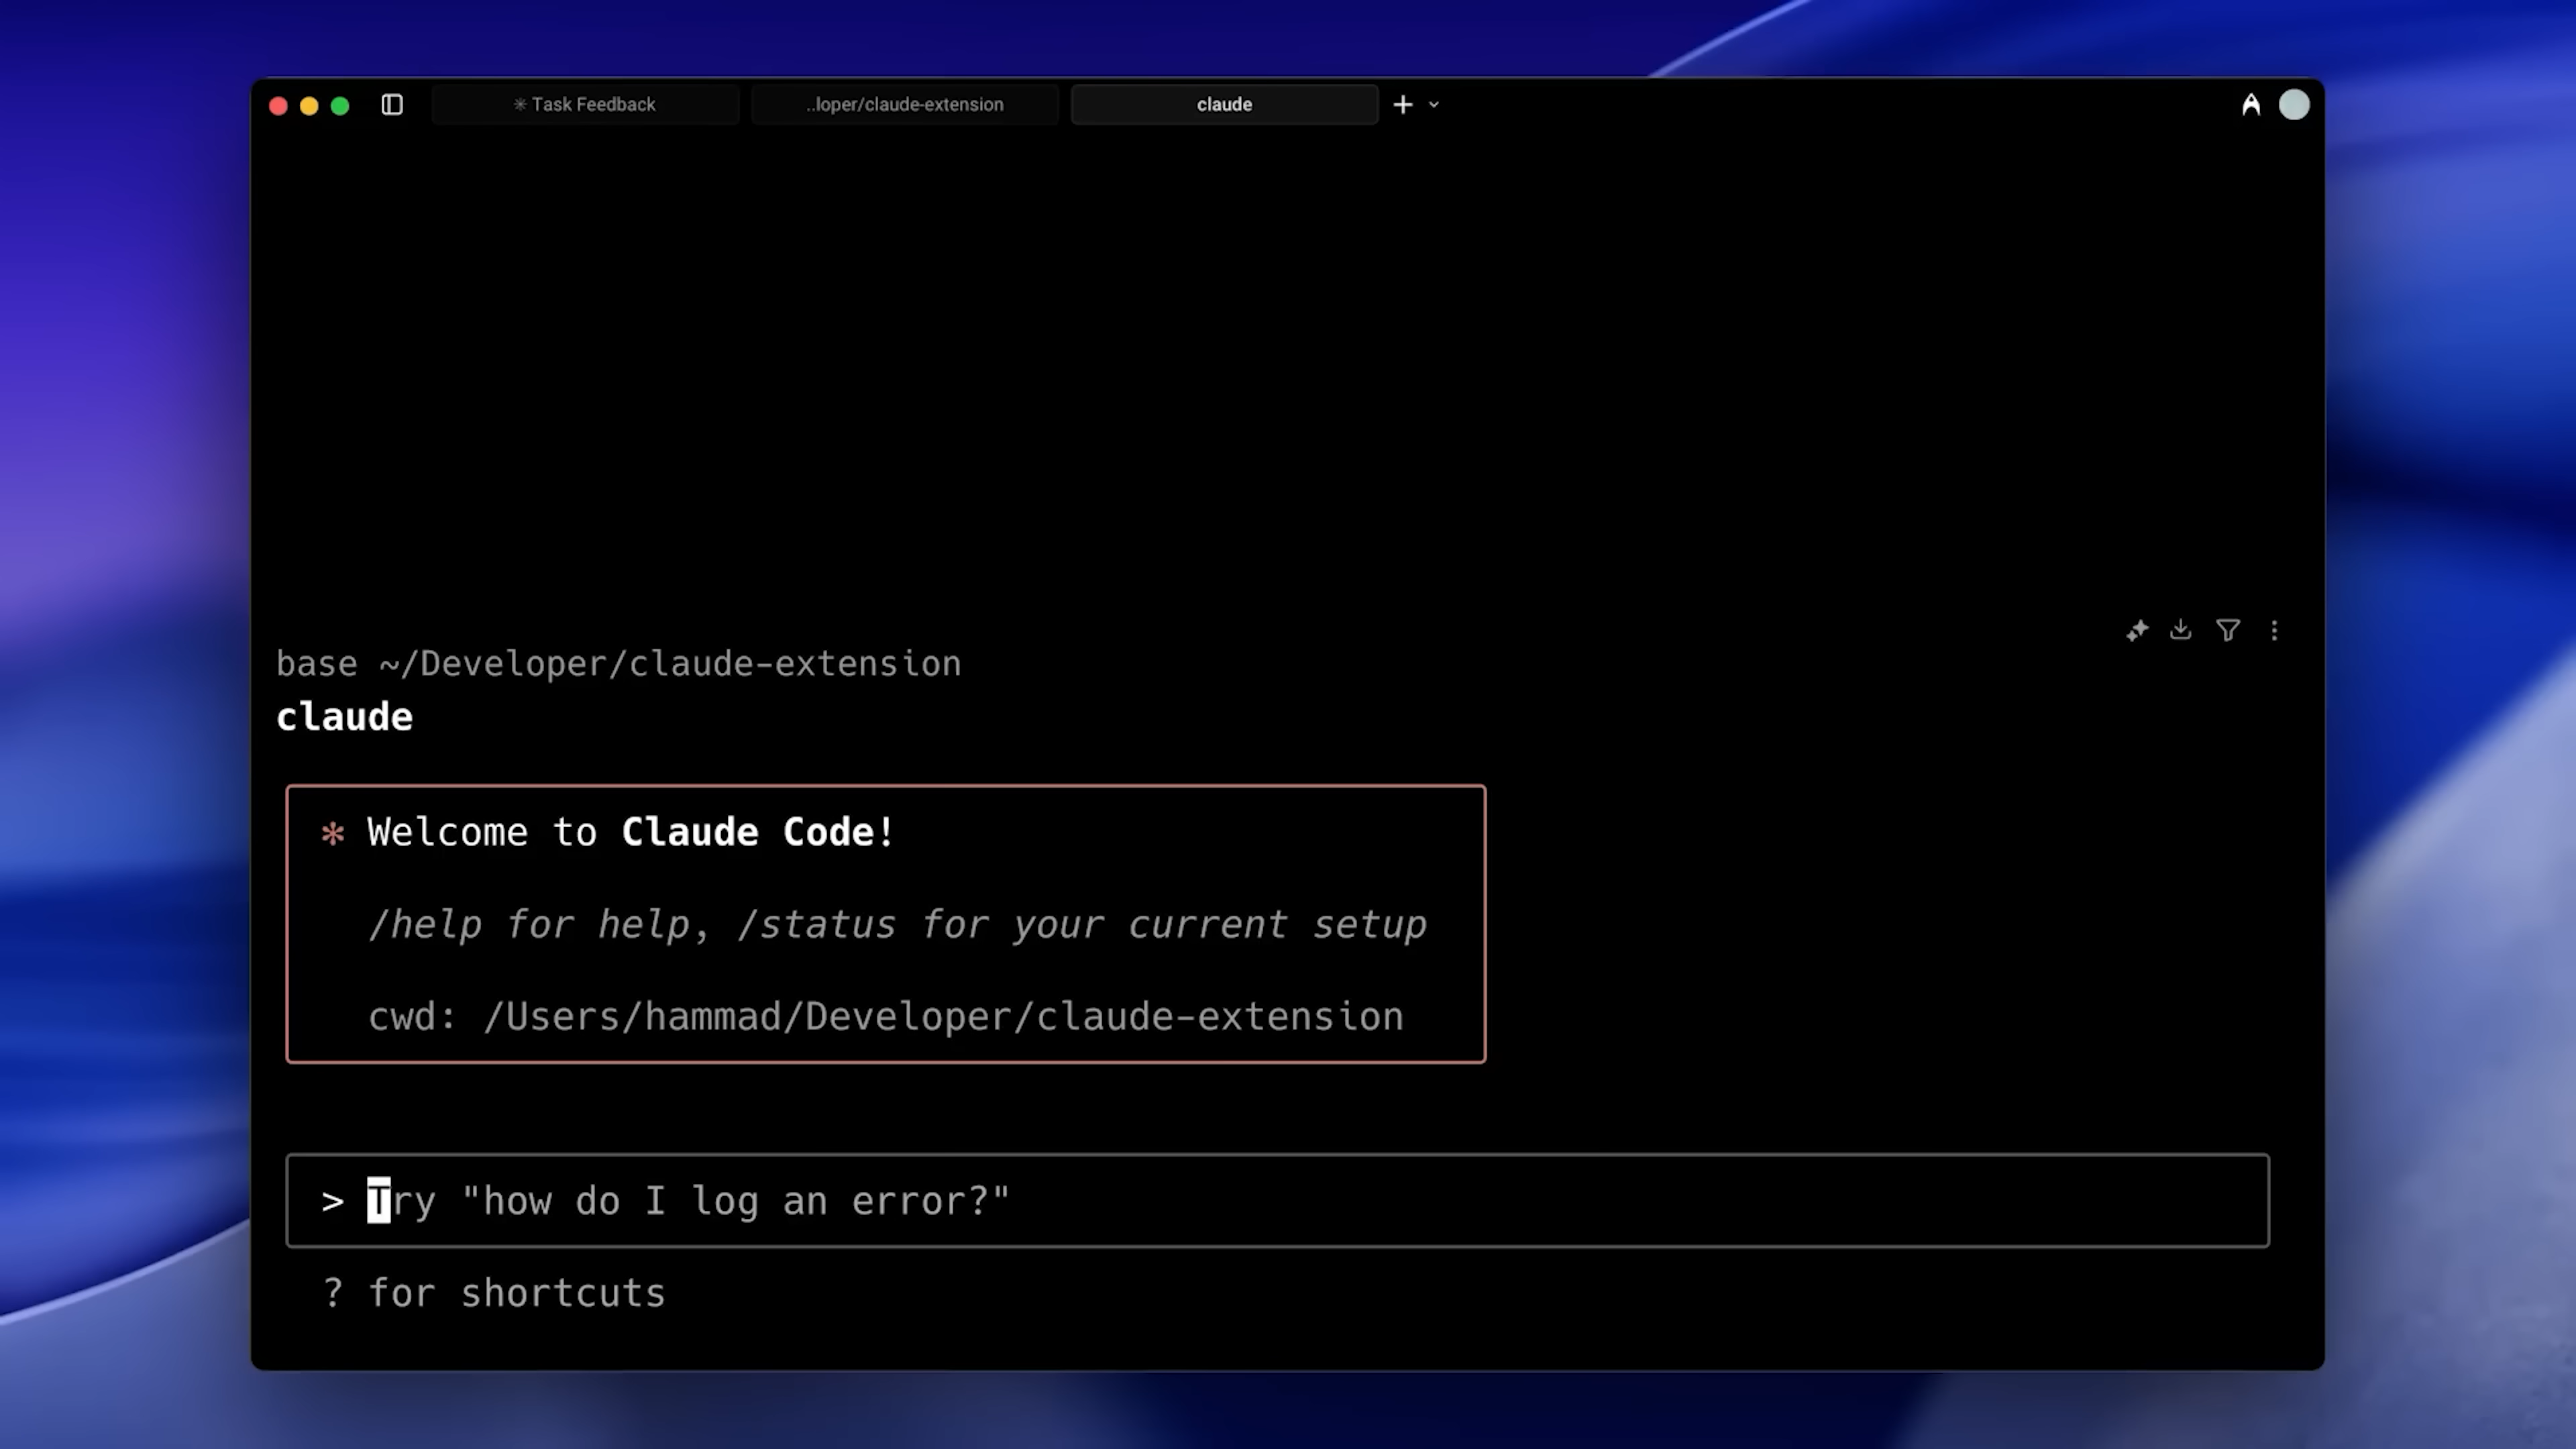 ✳ Task Feedback
..loper/claude-extension
claude
base ~/Developer/claude-extension
claude
✻ Welcome to Claude Code!
/help for help, /status for your current setup
cwd: /Users/hammad/Developer/claude-extension
> Try "how do I log an error?"
? for shortcuts